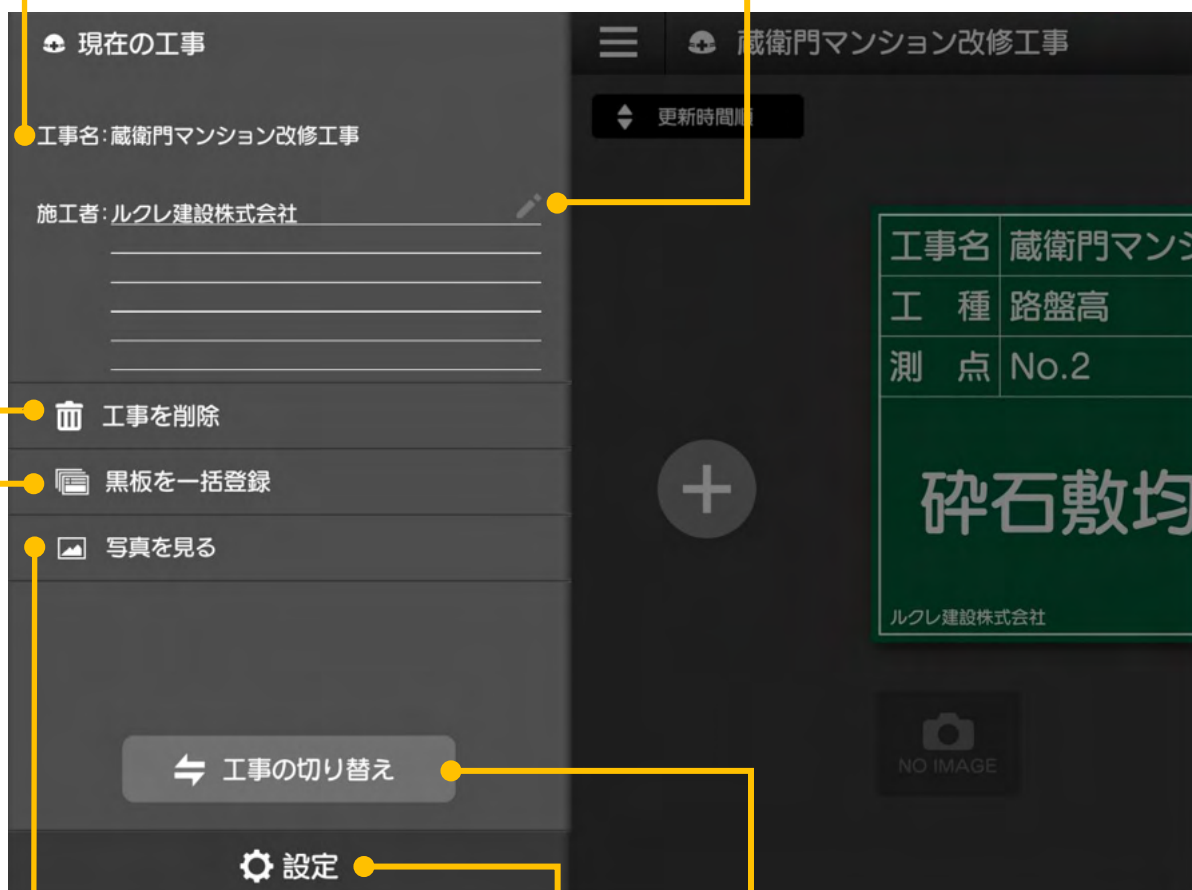 現在の工事
工事名：蔵衛門マンション改修工事
施工者：ルクレ建設株式会社
工事を削除
黒板を一括登録
写真を見る
工事の切り替え
設定
蔵衛門マンション改修工事
更新時間順
工事名 蔵衛門マンシ
工 種 路盤高
測 点 No.2
砕石敷均
ルクレ建設株式会社
NO IMAGE